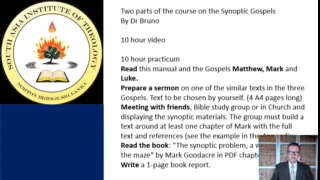 SOUTH ASIA INSTITUTE OF THEOLOGY
NORTON BRIDGE SRI LANKA
Two parts of the course on the Synoptic Gospels
By Dr Bruno
10 hour video
10 hour practicum
Read this manual and the Gospels Matthew, Mark and
Luke.
Prepare a sermon on one of the similar texts in the three
Gospels. Text to be chosen by yourself. (4 A4 pages long)
Meeting with friends, Bible study group or in Church and
displaying the synoptic materials. The group must build a
text around at least one chapter of Mark with the full
text and references (see the example in the
Read the book: "The synoptic problem, a w
the maze" by Mark Goodacre in PDF chapte
Write a 1-page book report.